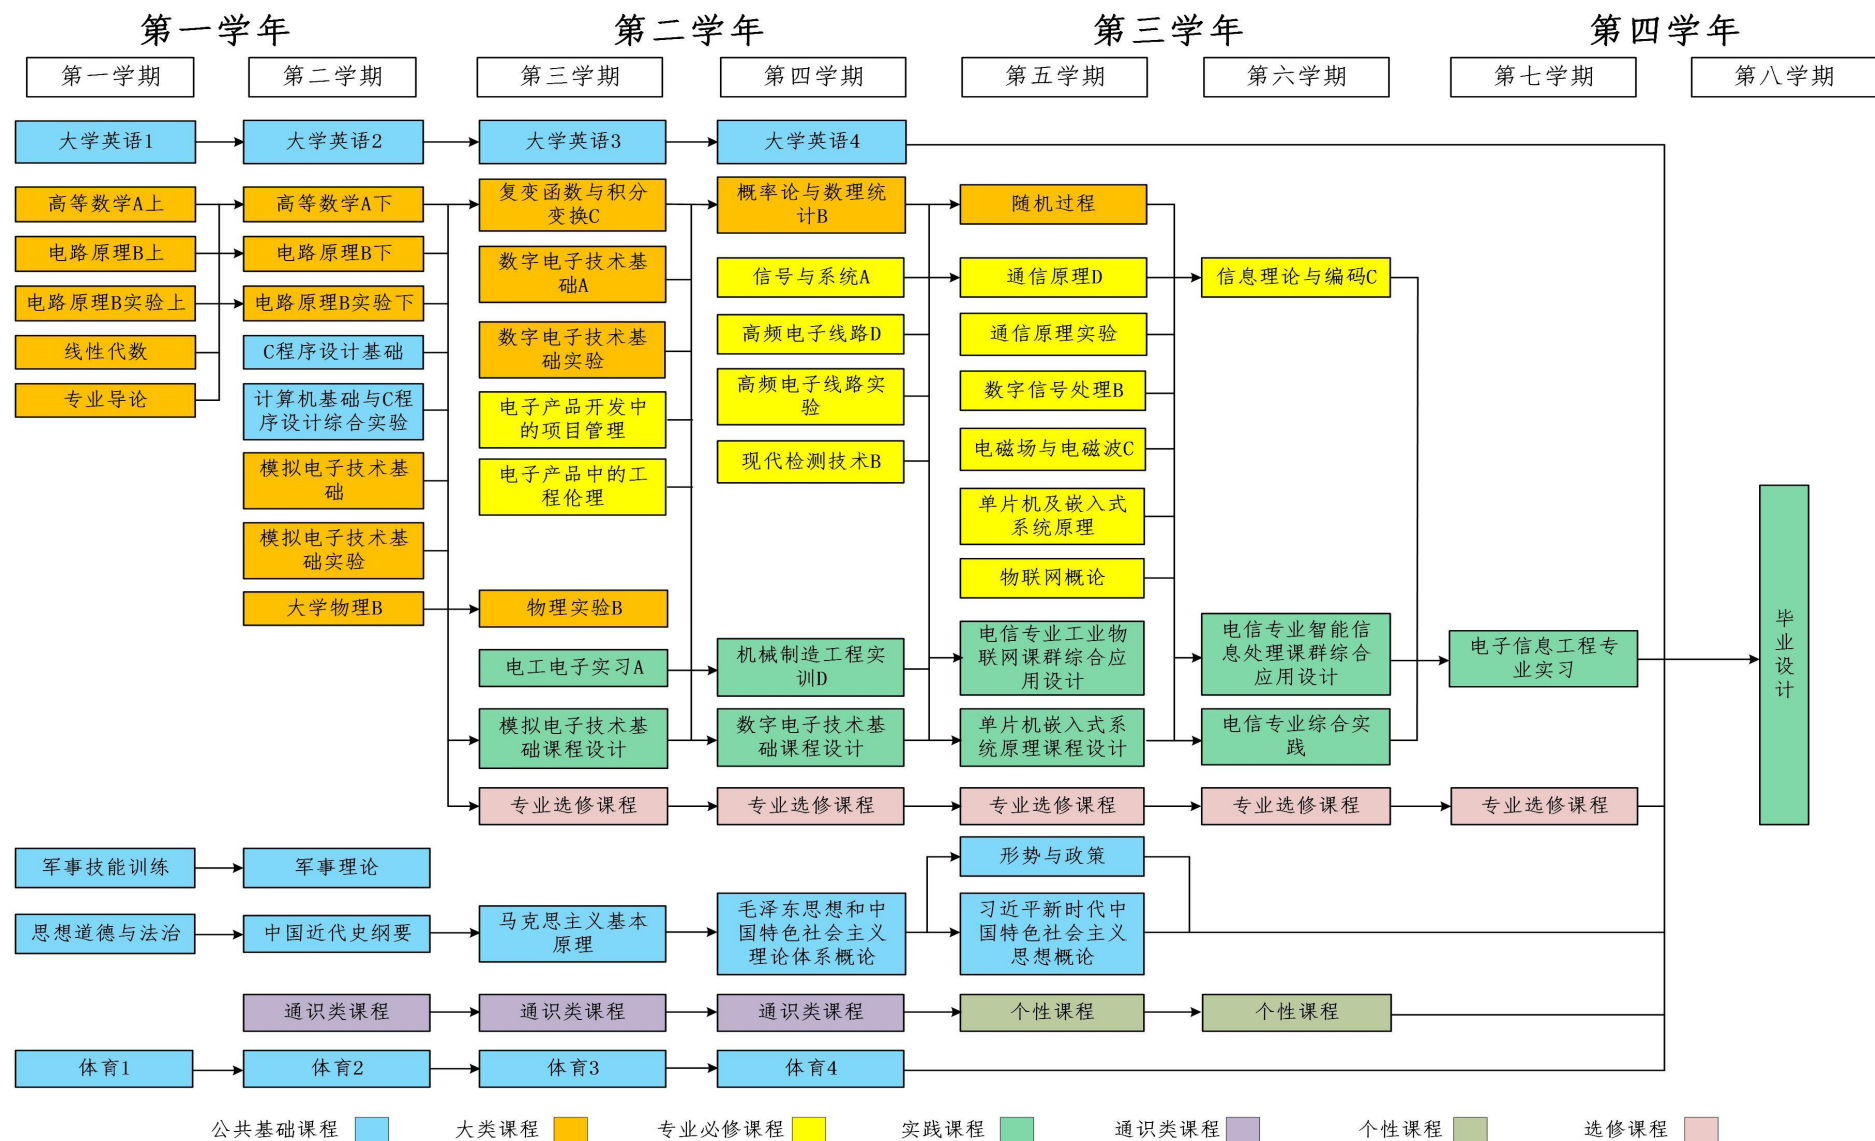 第一学年
第二学年
第三学年
第四学年
第一学期
第二学期
第三学期
第四学期
第五学期
第六学期
第七学期
第八学期
大学英语1
大学英语2
大学英语3
大学英语4
高等数学A上
高等数学A下
复变函数与积分
变换C
概率论与数理统
计B
随机过程
电路原理B上
电路原理B下
数字电子技术基
础A
信号与系统A
通信原理D
信息理论与编码C
电路原理B实验上
电路原理B实验下
数字电子技术基
础实验
高频电子线路D
通信原理实验
线性代数
C程序设计基础
专业导论
计算机基础与C程
序设计综合实验
电子产品开发中
的项目管理
高频电子线路实
验
数字信号处理B
模拟电子技术基
础
电子产品中的工
程伦理
现代检测技术B
电磁场与电磁波C
模拟电子技术基
础实验
单片机及嵌入式
系统原理
物联网概论
大学物理B
物理实验B
电工电子实习A
机械制造工程实
训D
电信专业工业物
联网课群综合应
用设计
电信专业智能信
息处理课群综合
应用设计
电子信息工程专
业实习
毕
业
设
计
模拟电子技术基
础课程设计
数字电子技术基
础课程设计
单片机嵌入式系
统原理课程设计
电信专业综合实
践
专业选修课程
专业选修课程
专业选修课程
专业选修课程
专业选修课程
军事技能训练
军事理论
形势与政策
思想道德与法治
中国近代史纲要
马克思主义基本
原理
毛泽东思想和中
国特色社会主义
理论体系概论
习近平新时代中
国特色社会主义
思想概论
通识类课程
通识类课程
通识类课程
个性课程
个性课程
体育1
体育2
体育3
体育4
公共基础课程
大类课程
专业必修课程
实践课程
通识类课程
个性课程
选修课程